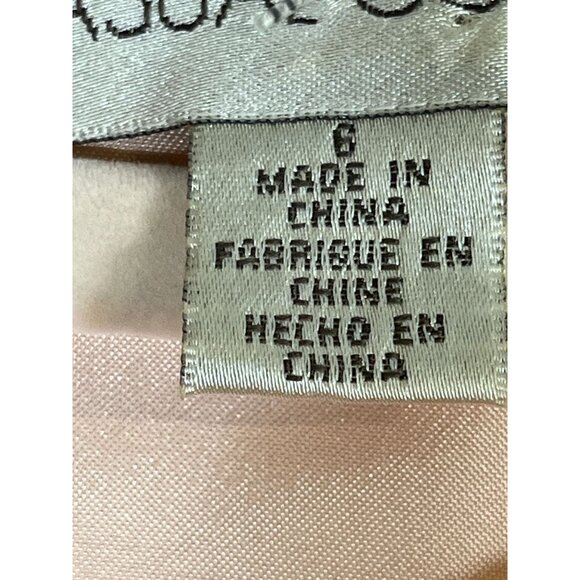 6
MADE IN
CHINA
FABRIQUE EN
CHINE
HECHO EN
CHINA